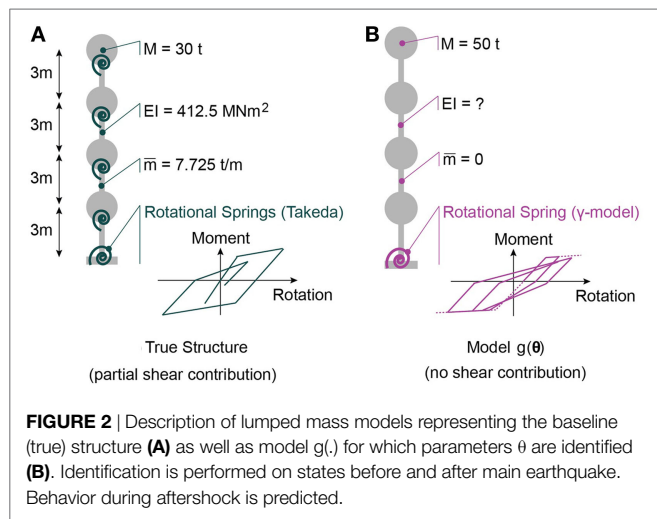 A
B
M = 30 t
M = 50 t
3m
3m
EI = 412.5 MNm²
EI = ?
3m
m̅ = 7.725 t/m
m̅ = 0
3m
Rotational Springs (Takeda)
Rotational Spring (γ-model)
Moment
Moment
Rotation
Rotation
True Structure
Model g(θ)
(partial shear contribution)
(no shear contribution)
FIGURE 2 | Description of lumped mass models representing the baseline
(true) structure (A) as well as model g(.) for which parameters θ are identified
(B). Identification is performed on states before and after main earthquake.
Behavior during aftershock is predicted.